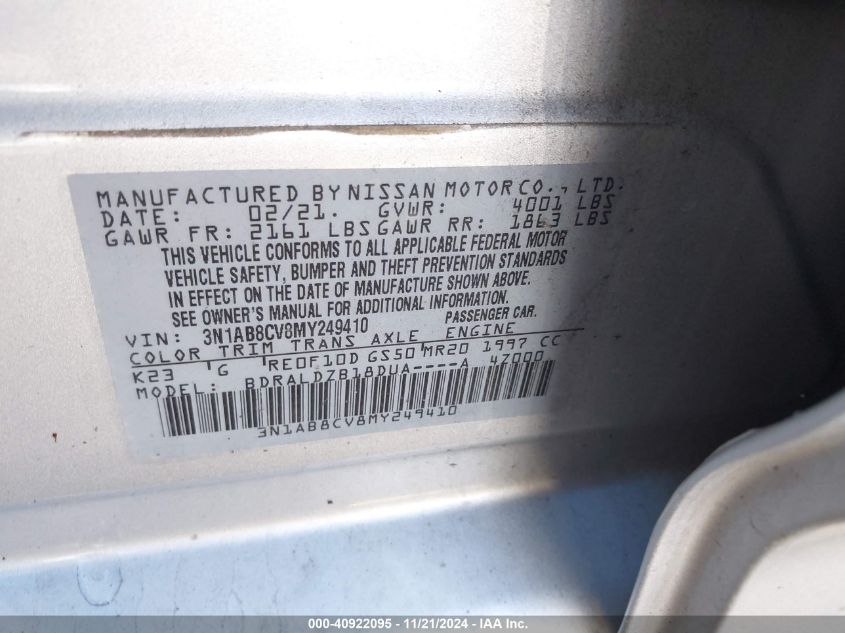 MANUFACTURED BY NISSAN MOTOR CO., LTD.
DATE: 02/21. GVWR: 4001 LBS
GAWR FR: 2161 LBS GAWR RR: 1863 LBS
THIS VEHICLE CONFORMS TO ALL APPLICABLE FEDERAL MOTOR
VEHICLE SAFETY, BUMPER AND THEFT PREVENTION STANDARDS
IN EFFECT ON THE DATE OF MANUFACTURE SHOWN ABOVE.
SEE OWNER'S MANUAL FOR ADDITIONAL INFORMATION.
VIN: 3N1AB8CV8MY249410 PASSENGER CAR.
COLOR TRIM TRANS AXLE ENGINE
K23 G RE0F10D GS50 MR20 1997 CC
MODEL: BDRALDZB18DUA----A 4Z000
3N1AB8CV8MY249410
000-40922095 - 11/21/2024 - IAA Inc.